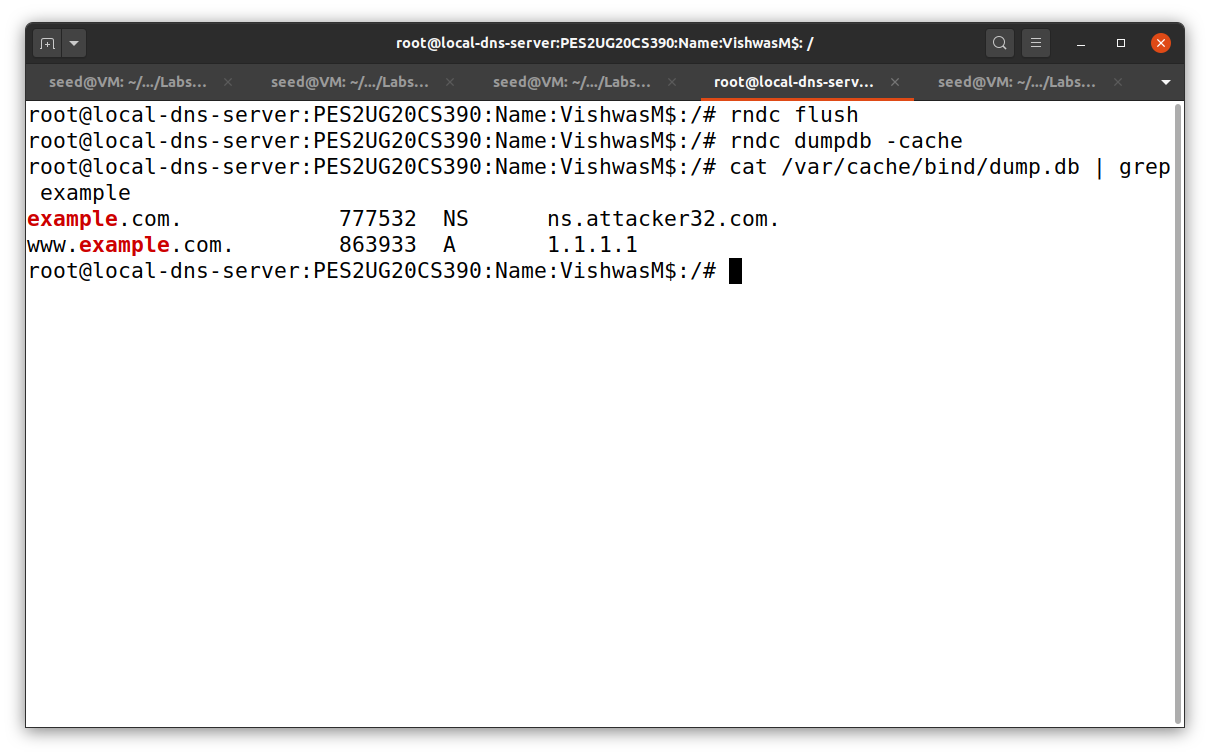 root@local-dns-server:PES2UG20CS390:Name:VishwasM$: /
seed@VM: ~/.../Labs... seed@VM: ~/.../Labs... seed@VM: ~/.../Labs... root@local-dns-serv... seed@VM: ~/.../Labs...
root@local-dns-server:PES2UG20CS390:Name:VishwasM$:/# rndc flush
root@local-dns-server:PES2UG20CS390:Name:VishwasM$:/# rndc dumpdb -cache
root@local-dns-server:PES2UG20CS390:Name:VishwasM$:/# cat /var/cache/bind/dump.db | grep
 example
example.com.            777532  NS      ns.attacker32.com.
www.example.com.        863933  A       1.1.1.1
root@local-dns-server:PES2UG20CS390:Name:VishwasM$:/#